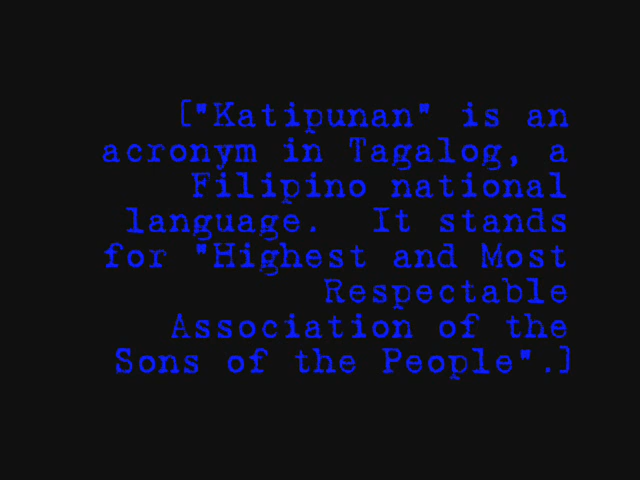 ["Katipunan" is an
acronym in Tagalog, a
Filipino national
language.  It stands
for "Highest and Most
Respectable
Association of the
Sons of the People".]